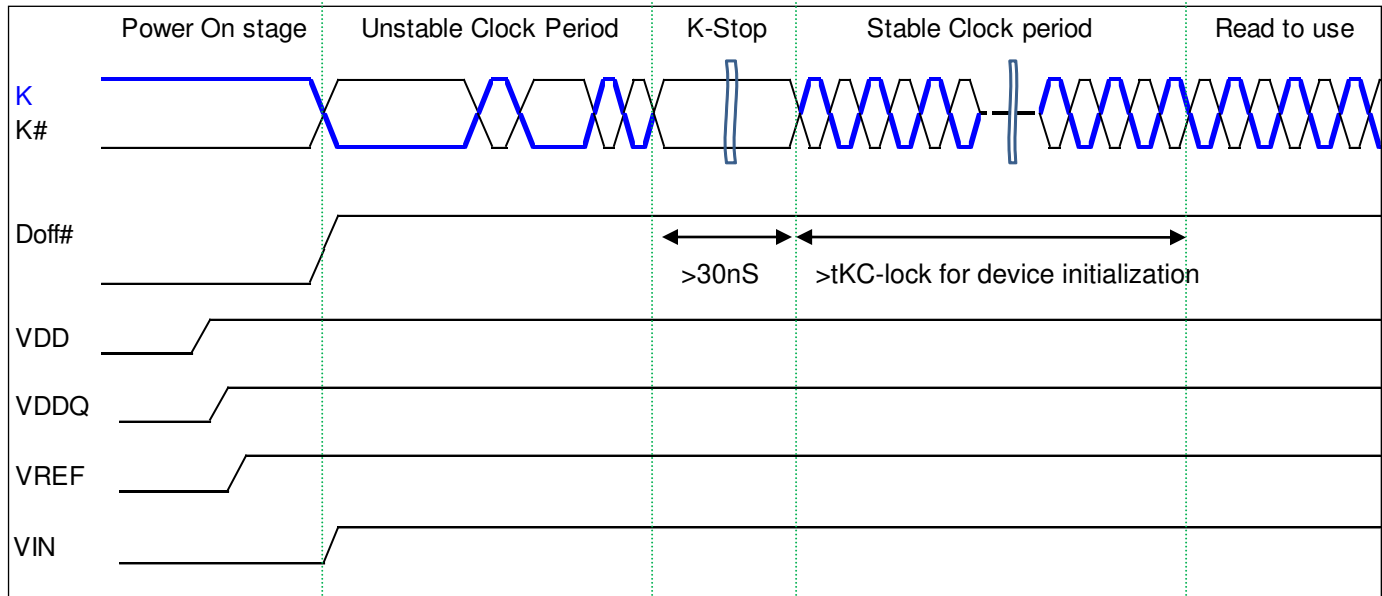 Power On stage
Unstable Clock Period
K-Stop
Stable Clock period
Read to use
K
K#
Doff#
>30nS
>tKC-lock for device initialization
VDD
VDDQ
VREF
VIN